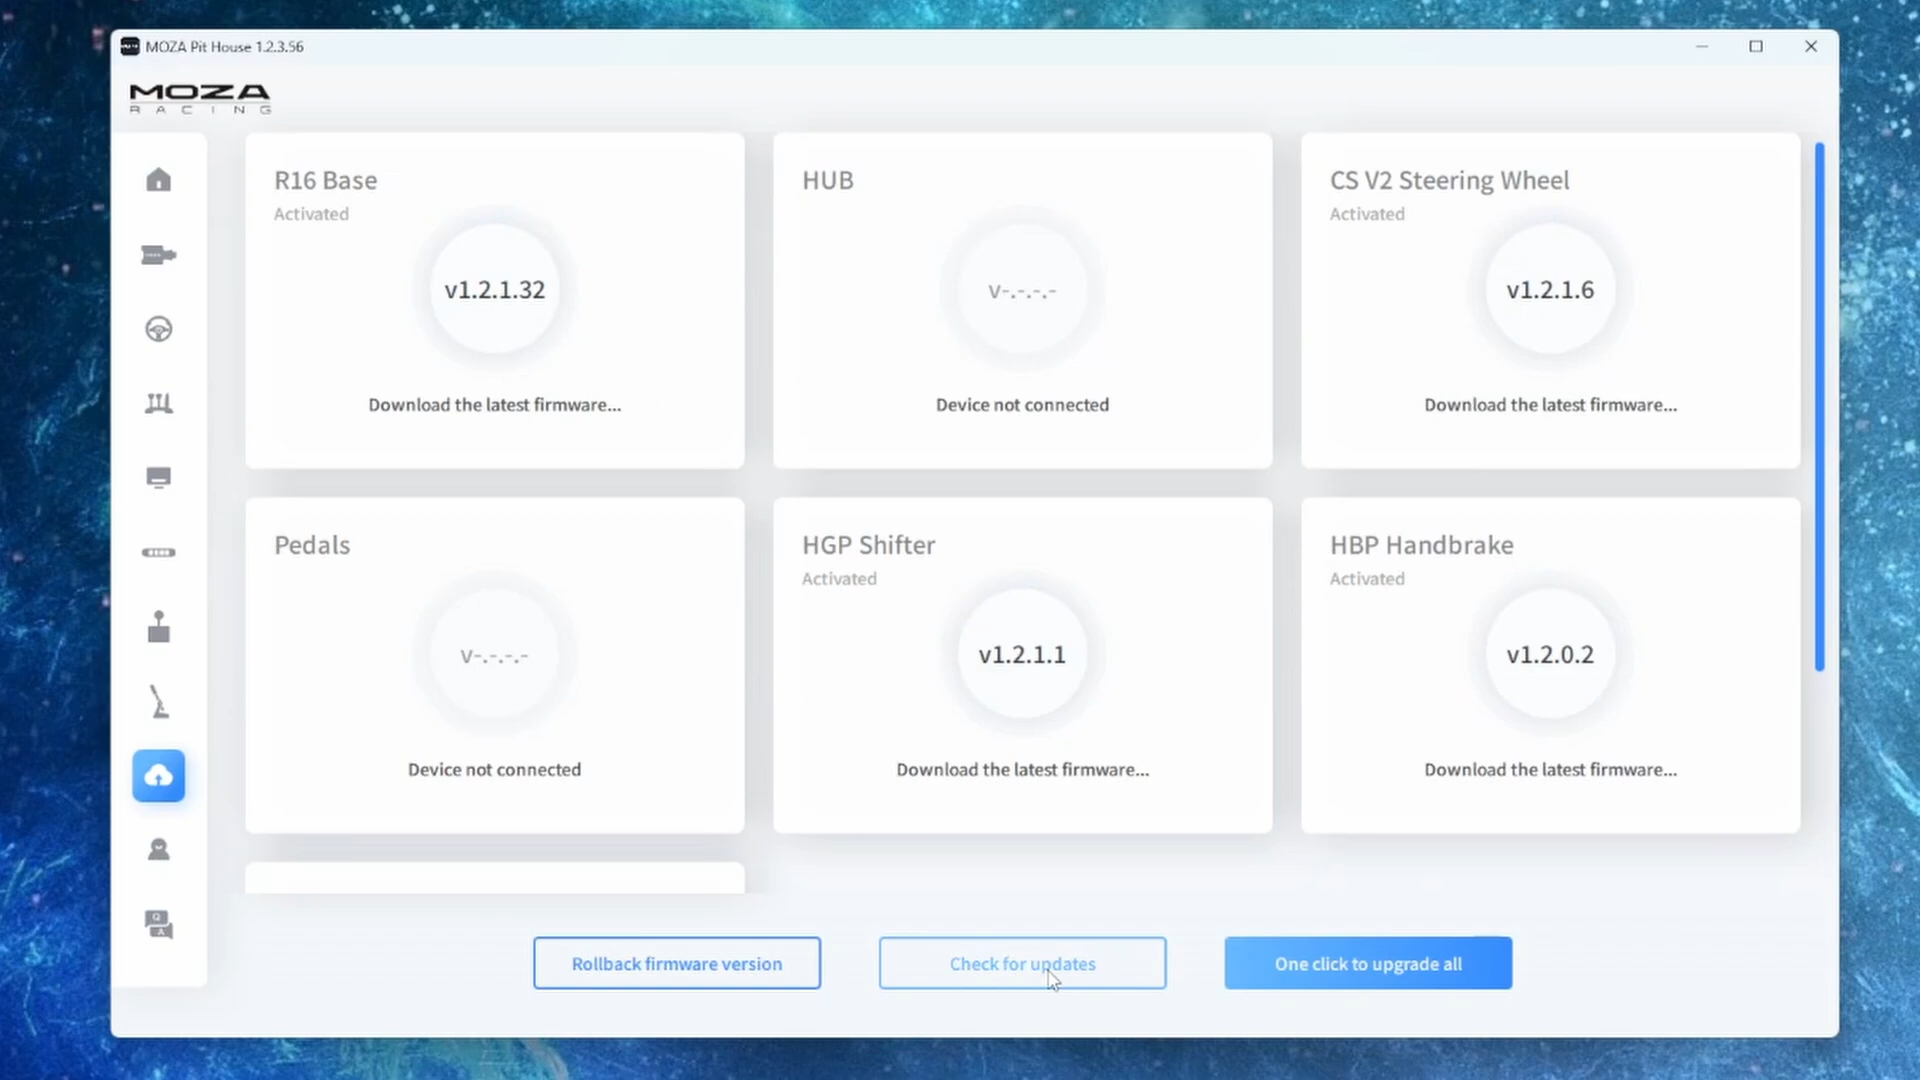 MOZA Pit House 1.2.3.56
MOZA
RACING
R16 Base
Activated
v1.2.1.32
Download the latest firmware...
HUB
v-.-.-.-
Device not connected
CS V2 Steering Wheel
Activated
v1.2.1.6
Download the latest firmware...
Pedals
v-.-.-.-
Device not connected
HGP Shifter
Activated
v1.2.1.1
Download the latest firmware...
HBP Handbrake
Activated
v1.2.0.2
Download the latest firmware...
Q
A
Rollback firmware version
Check for updates
One click to upgrade all